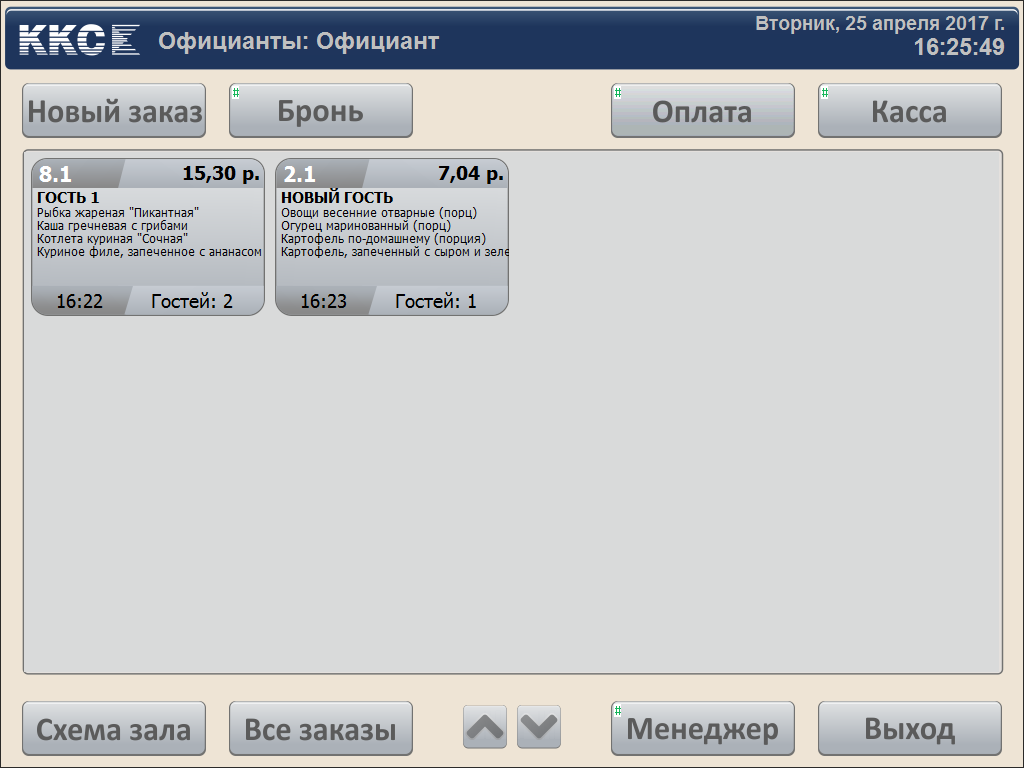 ККС Официанты: Официант
Вторник, 25 апреля 2017 г.
16:25:49
Новый заказ
# Бронь
# Оплата
# Касса
8.1 15,30 р.
ГОСТЬ 1
Рыбка жареная "Пикантная"
Каша гречневая с грибами
Котлета куриная "Сочная"
Куриное филе, запеченное с ананасом
16:22 Гостей: 2
2.1 7,04 р.
НОВЫЙ ГОСТЬ
Овощи весенние отварные (порц)
Огурец маринованный (порц)
Картофель по-домашнему (порция)
Картофель, запеченный с сыром и зеле
16:23 Гостей: 1
Схема зала
Все заказы
# Менеджер
Выход